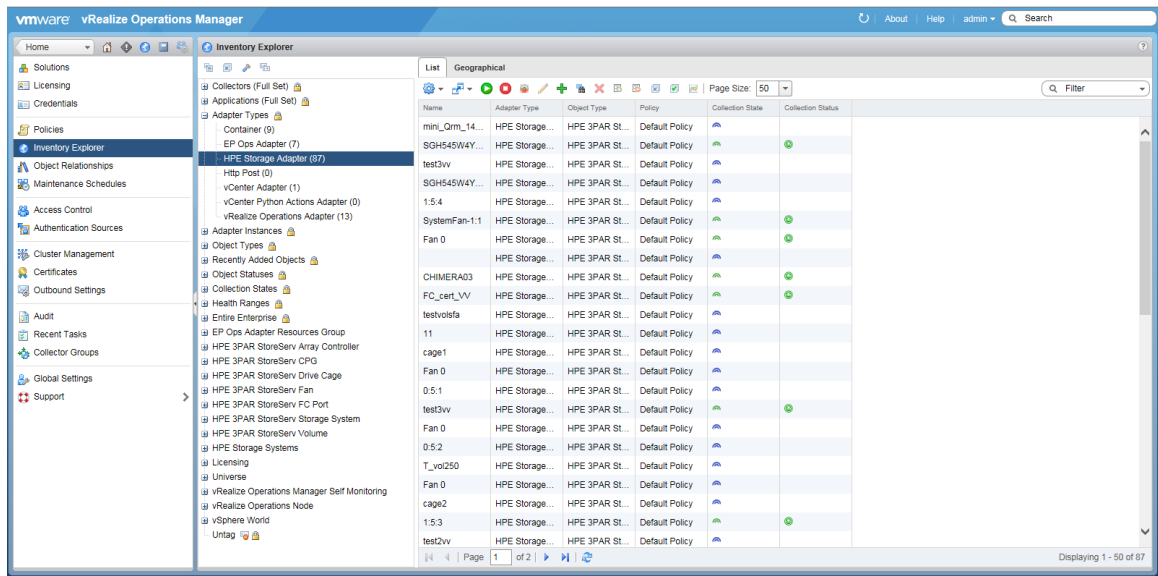 vmware vRealize Operations Manager
About Help admin Search
Home
Solutions
Licensing
Credentials
Policies
Inventory Explorer
Object Relationships
Maintenance Schedules
Access Control
Authentication Sources
Cluster Management
Certificates
Outbound Settings
Audit
Recent Tasks
Collector Groups
Global Settings
Support
Inventory Explorer
Collectors (Full Set)
Applications (Full Set)
Adapter Types
Container (9)
EP Ops Adapter (7)
HPE Storage Adapter (87)
Http Post (0)
vCenter Adapter (1)
vCenter Python Actions Adapter (0)
vRealize Operations Adapter (13)
Adapter Instances
Object Types
Recently Added Objects
Object Statuses
Collection States
Health Ranges
Entire Enterprise
EP Ops Adapter Resources Group
HPE 3PAR StoreServ Array Controller
HPE 3PAR StoreServ CPG
HPE 3PAR StoreServ Drive Cage
HPE 3PAR StoreServ Fan
HPE 3PAR StoreServ FC Port
HPE 3PAR StoreServ Storage System
HPE 3PAR StoreServ Volume
HPE Storage Systems
Licensing
Universe
vRealize Operations Manager Self Monitoring
vRealize Operations Node
vSphere World
Untag
List Geographical
Page Size: 50 Filter
Name Adapter Type Object Type Policy Collection State Collection Status
mini_Qrm_14... HPE Storage... HPE 3PAR St... Default Policy
SGH545W4Y... HPE Storage... HPE 3PAR St... Default Policy
test3vv HPE Storage... HPE 3PAR St... Default Policy
SGH545W4Y... HPE Storage... HPE 3PAR St... Default Policy
1:5:4 HPE Storage... HPE 3PAR St... Default Policy
SystemFan-1:1 HPE Storage... HPE 3PAR St... Default Policy
Fan 0 HPE Storage... HPE 3PAR St... Default Policy
HPE Storage... HPE 3PAR St... Default Policy
CHIMERA03 HPE Storage... HPE 3PAR St... Default Policy
FC_cert_VV HPE Storage... HPE 3PAR St... Default Policy
testvolsfa HPE Storage... HPE 3PAR St... Default Policy
11 HPE Storage... HPE 3PAR St... Default Policy
cage1 HPE Storage... HPE 3PAR St... Default Policy
Fan 0 HPE Storage... HPE 3PAR St... Default Policy
0:5:1 HPE Storage... HPE 3PAR St... Default Policy
test3vv HPE Storage... HPE 3PAR St... Default Policy
Fan 0 HPE Storage... HPE 3PAR St... Default Policy
0:5:2 HPE Storage... HPE 3PAR St... Default Policy
T_vol250 HPE Storage... HPE 3PAR St... Default Policy
Fan 0 HPE Storage... HPE 3PAR St... Default Policy
cage2 HPE Storage... HPE 3PAR St... Default Policy
1:5:3 HPE Storage... HPE 3PAR St... Default Policy
test2vv HPE Storage... HPE 3PAR St... Default Policy
Page 1 of 2 Displaying 1 - 50 of 87